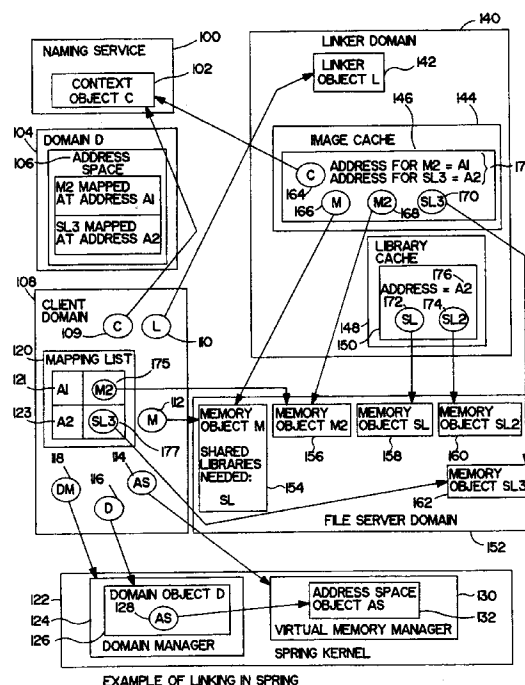 100
NAMING SERVICE
102
CONTEXT
OBJECT C
104
DOMAIN D
106
ADDRESS
SPACE
M2 MAPPED
AT ADDRESS A1
SL3 MAPPED
AT ADDRESS A2
108
CLIENT
DOMAIN
C
L
109
110
120
MAPPING LIST
175
121
A1
M2
112
123
A2
SL3
M
177
118
116
114
DM
D
AS
140
LINKER DOMAIN
LINKER
OBJECT L
142
146
144
IMAGE CACHE
C
ADDRESS FOR M2 = A1
ADDRESS FOR SL3 = A2
164
M
M2
SL3
170
166
168
LIBRARY
CACHE
176
ADDRESS = A2
172
174
148
SL
SL2
150
MEMORY
OBJECT M
SHARED
LIBRARIES
NEEDED:
SL
154
MEMORY
OBJECT M2
156
MEMORY
OBJECT SL
158
MEMORY
OBJECT SL2
160
MEMORY
OBJECT SL3
162
FILE SERVER DOMAIN
152
122
124
126
DOMAIN OBJECT D
128
AS
DOMAIN MANAGER
ADDRESS SPACE
OBJECT AS
130
132
VIRTUAL MEMORY MANAGER
SPRING KERNEL
EXAMPLE OF LINKING IN SPRING